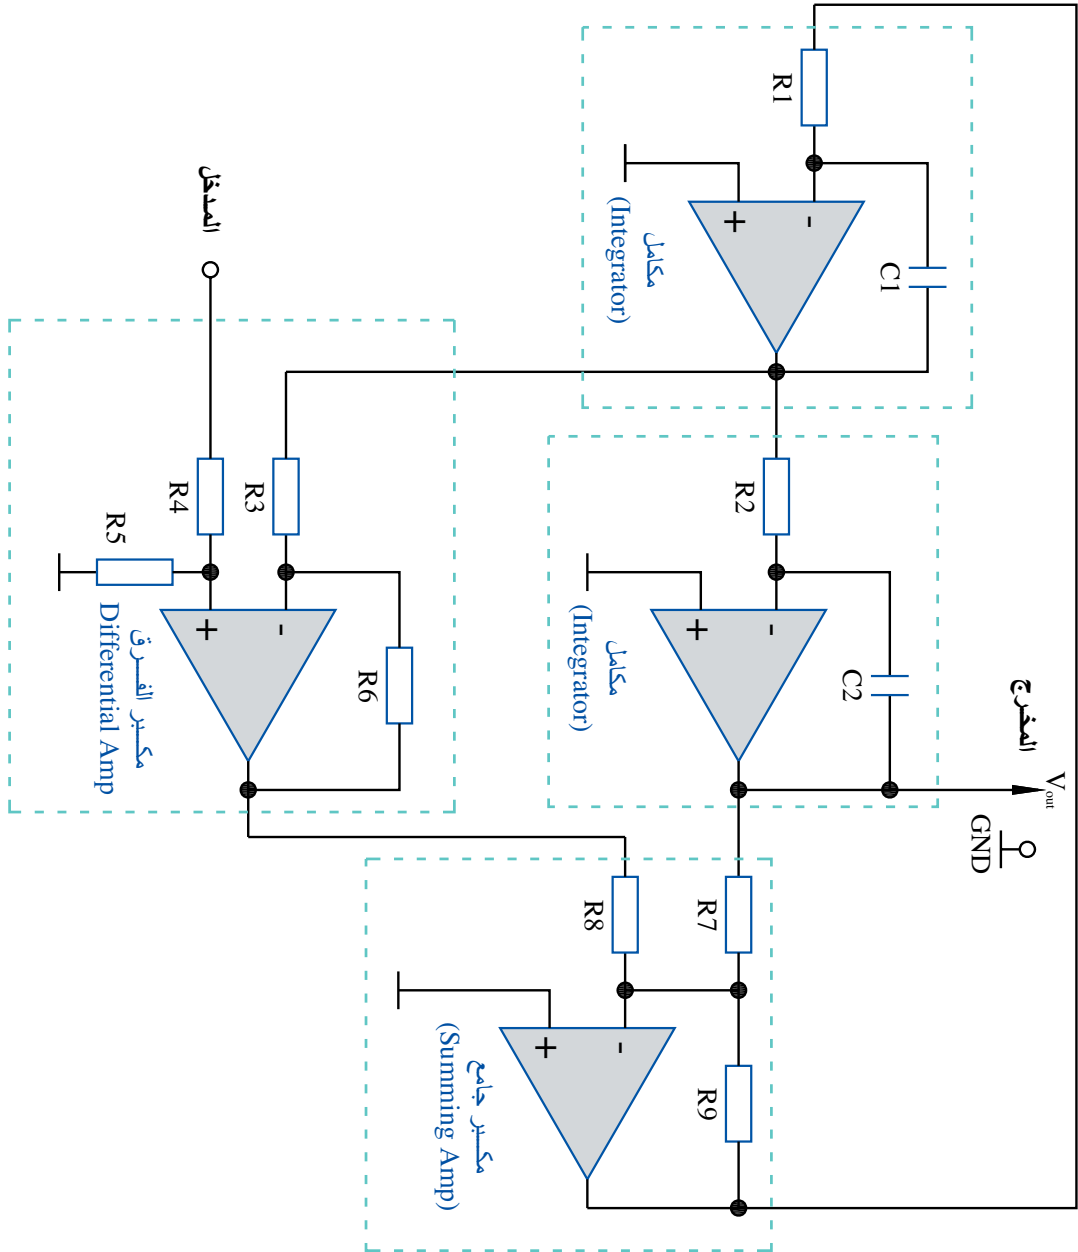 R1
-
+
C1
مكامل
(Integrator)
R2
-
+
C2
مكامل
(Integrator)
المخرج
Vout
GND
المدخل
R4
R3
R5
R6
-
+
مكبر الفرق
Differential Amp
R7
R8
R9
-
+
مكبر جامع
(Summing Amp)